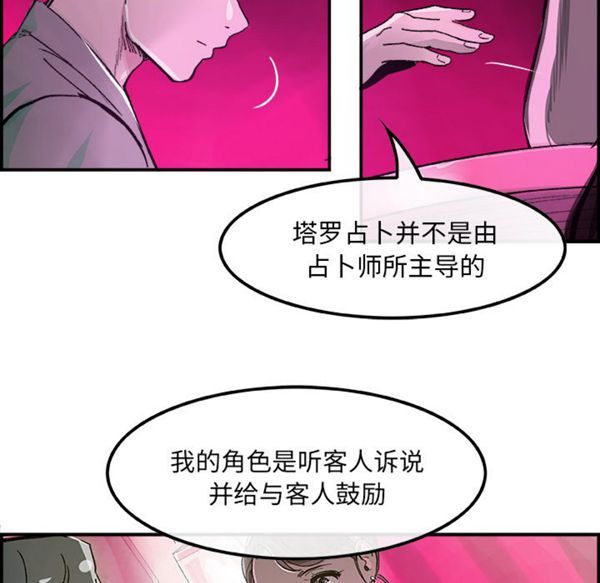 塔罗占卜并不是由
占卜师所主导的
我的角色是听客人诉说
并给与客人鼓励